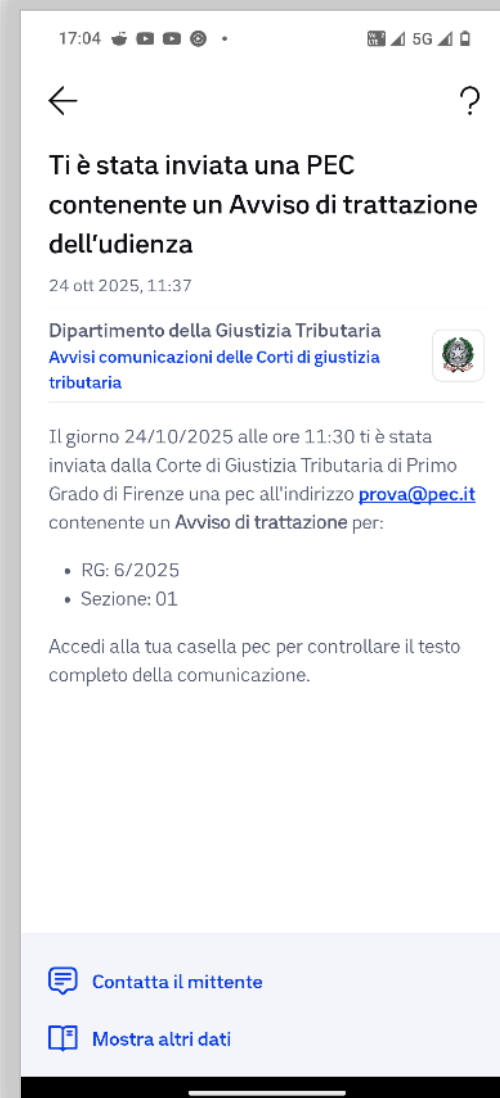 17:04
Vo LTE 5G
Ti è stata inviata una PEC
contenente un Avviso di trattazione
dell'udienza
24 ott 2025, 11:37
Dipartimento della Giustizia Tributaria
Avvisi comunicazioni delle Corti di giustizia
tributaria
Il giorno 24/10/2025 alle ore 11:30 ti è stata
inviata dalla Corte di Giustizia Tributaria di Primo
Grado di Firenze una pec all'indirizzo prova@pec.it
contenente un Avviso di trattazione per:
• RG: 6/2025
• Sezione: 01
Accedi alla tua casella pec per controllare il testo
completo della comunicazione.
Contatta il mittente
Mostra altri dati